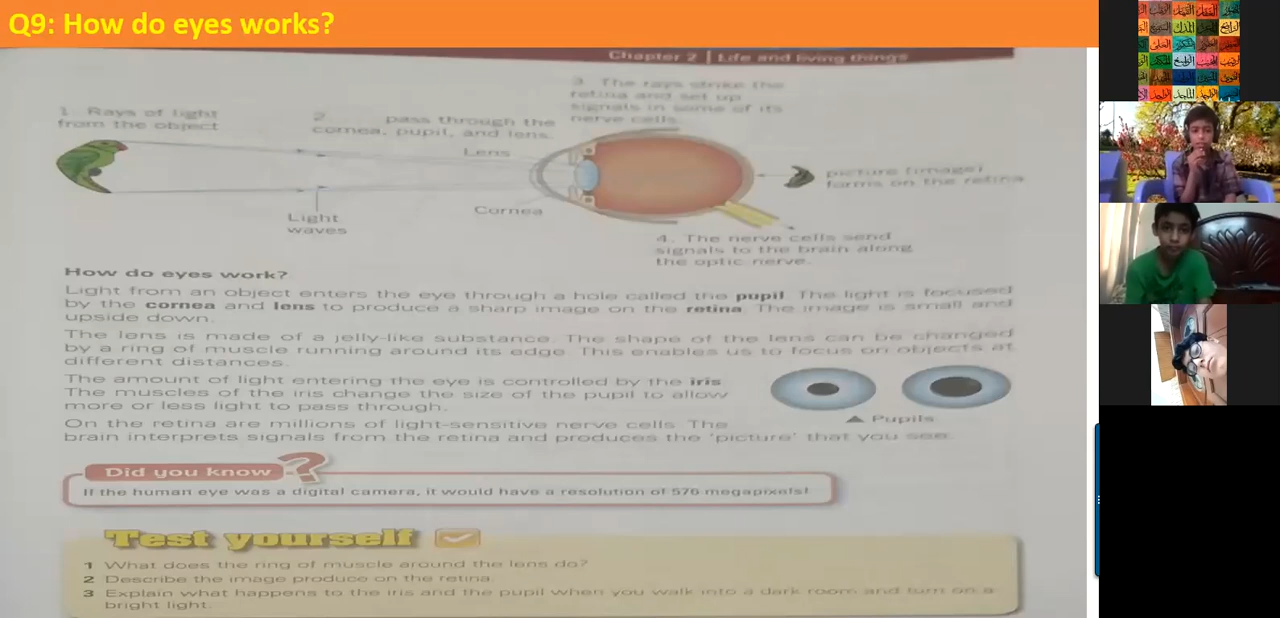 Q9: How do eyes works?
Chapter 2 | Life and living things
1. Rays of light
from the object
2 pass through the
cornea, pupil, and lens.
3. The rays strike the
retina and set up
signals in some of its
nerve cells.
Lens
Cornea
Light
waves
picture (image)
forms on the retina
4. The nerve cells send
signals to the brain along
the optic nerve.
How do eyes work?
Light from an object enters the eye through a hole called the pupil. The light is focused
by the cornea and lens to produce a sharp image on the retina. The image is small and
upside down.
The lens is made of a jelly-like substance. The shape of the lens can be changed
by a ring of muscle running around its edge. This enables us to focus on objects at
different distances.
The amount of light entering the eye is controlled by the iris.
The muscles of the iris change the size of the pupil to allow
more or less light to pass through.
▲ Pupils
On the retina are millions of light-sensitive nerve cells. The
brain interprets signals from the retina and produces the 'picture' that you see.
Did you know ?
If the human eye was a digital camera, it would have a resolution of 576 megapixels!
Test yourself
1 What does the ring of muscle around the lens do?
2 Describe the image produce on the retina.
3 Explain what happens to the iris and the pupil when you walk into a dark room and turn on a
bright light.